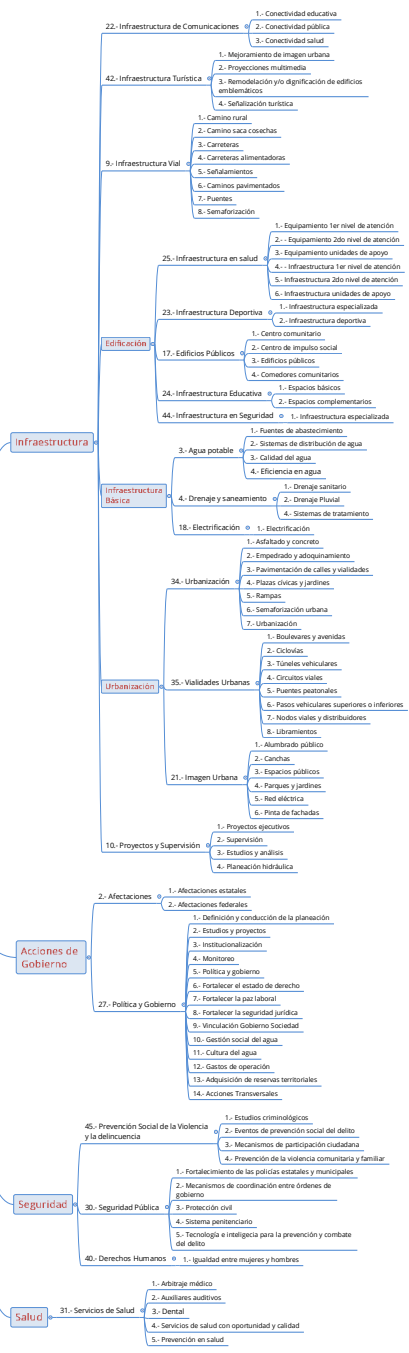 22.- Infraestructura de Comunicaciones
1.- Conectividad educativa
2.- Conectividad pública
3.- Conectividad salud
42.- Infraestructura Turística
1.- Mejoramiento de imagen urbana
2.- Proyecciones multimedia
3.- Remodelación y/o dignificación de edificios
emblemáticos
4.- Señalización turística
9.- Infraestructura Vial
1.- Camino rural
2.- Camino saca cosechas
3.- Carreteras
4.- Carreteras alimentadoras
5.- Señalamientos
6.- Caminos pavimentados
7.- Puentes
8.- Semaforización
Infraestructura
Edificación
25.- Infraestructura en salud
1.- Equipamiento 1er nivel de atención
2.- - Equipamiento 2do nivel de atención
3.- Equipamiento unidades de apoyo
4.- - Infraestructura 1er nivel de atención
5.- Infraestructura 2do nivel de atención
6.- Infraestructura unidades de apoyo
23.- Infraestructura Deportiva
1.- Infraestructura especializada
2.- Infraestructura deportiva
17.- Edificios Públicos
1.- Centro comunitario
2.- Centro de impulso social
3.- Edificios públicos
4.- Comedores comunitarios
24.- Infraestructura Educativa
1.- Espacios básicos
2.- Espacios complementarios
44.- Infraestructura en Seguridad
1.- Infraestructura especializada
Infraestructura
Básica
3.- Agua potable
1.- Fuentes de abastecimiento
2.- Sistemas de distribución de agua
3.- Calidad del agua
4.- Eficiencia en agua
4.- Drenaje y saneamiento
1.- Drenaje sanitario
2.- Drenaje Pluvial
4.- Sistemas de tratamiento
18.- Electrificación
1.- Electrificación
Urbanización
34.- Urbanización
1.- Asfaltado y concreto
2.- Empedrado y adoquinamiento
3.- Pavimentación de calles y vialidades
4.- Plazas cívicas y jardines
5.- Rampas
6.- Semaforización urbana
7.- Urbanización
35.- Vialidades Urbanas
1.- Boulevares y avenidas
2.- Ciclovías
3.- Túneles vehiculares
4.- Circuitos viales
5.- Puentes peatonales
6.- Pasos vehiculares superiores o inferiores
7.- Nodos viales y distribuidores
8.- Libramientos
21.- Imagen Urbana
1.- Alumbrado público
2.- Canchas
3.- Espacios públicos
4.- Parques y jardines
5.- Red eléctrica
6.- Pinta de fachadas
10.- Proyectos y Supervisión
1.- Proyectos ejecutivos
2.- Supervisión
3.- Estudios y análisis
4.- Planeación hidráulica
Acciones de
Gobierno
2.- Afectaciones
1.- Afectaciones estatales
2.- Afectaciones federales
27.- Política y Gobierno
1.- Definición y conducción de la planeación
2.- Estudios y proyectos
3.- Institucionalización
4.- Monitoreo
5.- Política y gobierno
6.- Fortalecer el estado de derecho
7.- Fortalecer la paz laboral
8.- Fortalecer la seguridad jurídica
9.- Vinculación Gobierno Sociedad
10.- Gestión social del agua
11.- Cultura del agua
12.- Gastos de operación
13.- Adquisición de reservas territoriales
14.- Acciones Transversales
Seguridad
45.- Prevención Social de la Violencia
y la delincuencia
1.- Estudios criminológicos
2.- Eventos de prevención social del delito
3.- Mecanismos de participación ciudadana
4.- Prevención de la violencia comunitaria y familiar
30.- Seguridad Pública
1.- Fortalecimiento de las policías estatales y municipales
2.- Mecanismos de coordinación entre órdenes de
gobierno
3.- Protección civil
4.- Sistema penitenciario
5.- Tecnología e inteligecia para la prevención y combate
del delito
40.- Derechos Humanos
1.- Igualdad entre mujeres y hombres
Salud
31.- Servicios de Salud
1.- Arbitraje médico
2.- Auxiliares auditivos
3.- Dental
4.- Servicios de salud con oportunidad y calidad
5.- Prevención en salud